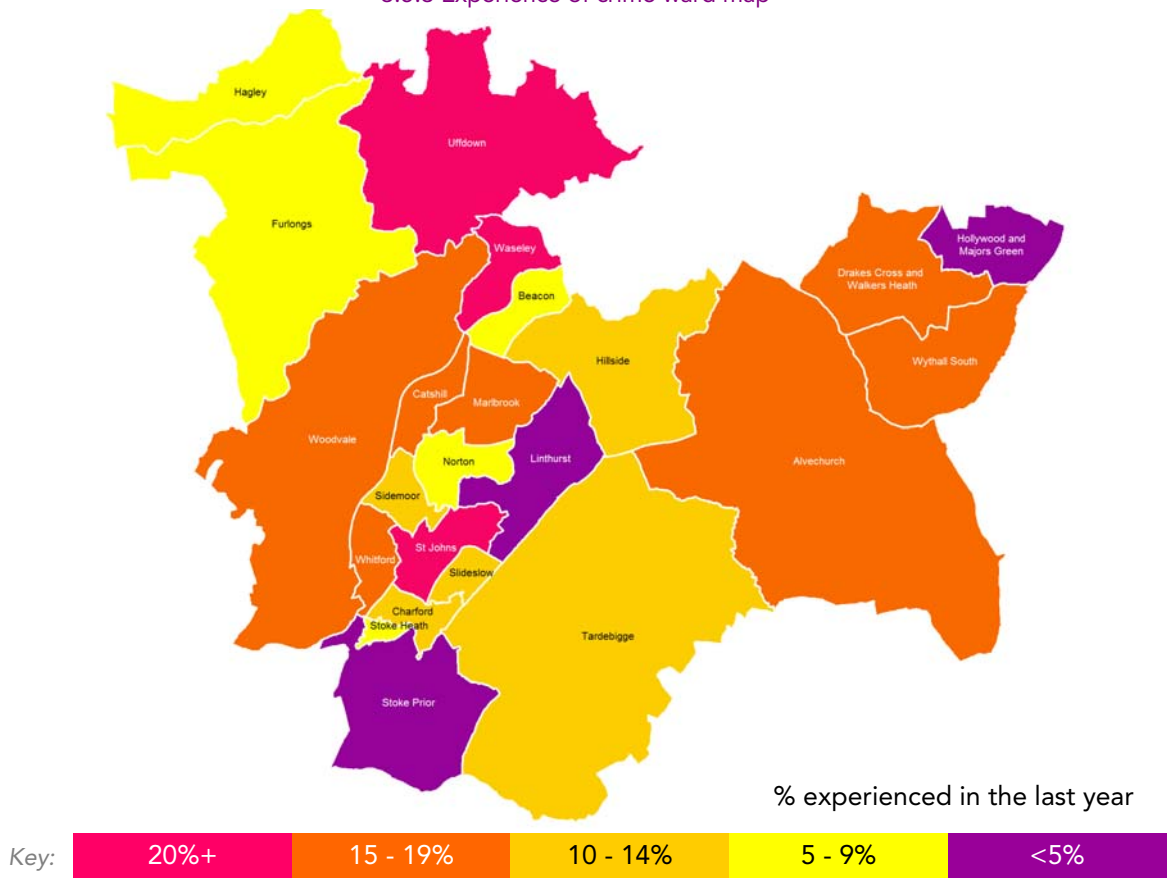 Hagley
Uffdown
Furlongs
Waseley
Hollywood and
Majors Green
Drakes Cross and
Walkers Heath
Beacon
Hillside
Wythall South
Catshill
Marlbrook
Woodvale
Norton
Linthurst
Alvechurch
Sidemoor
St Johns
Whitford
Slideslow
Charford
Stoke Heath
Tardebigge
Stoke Prior
% experienced in the last year
Key: 20%+ 15 - 19% 10 - 14% 5 - 9% <5%